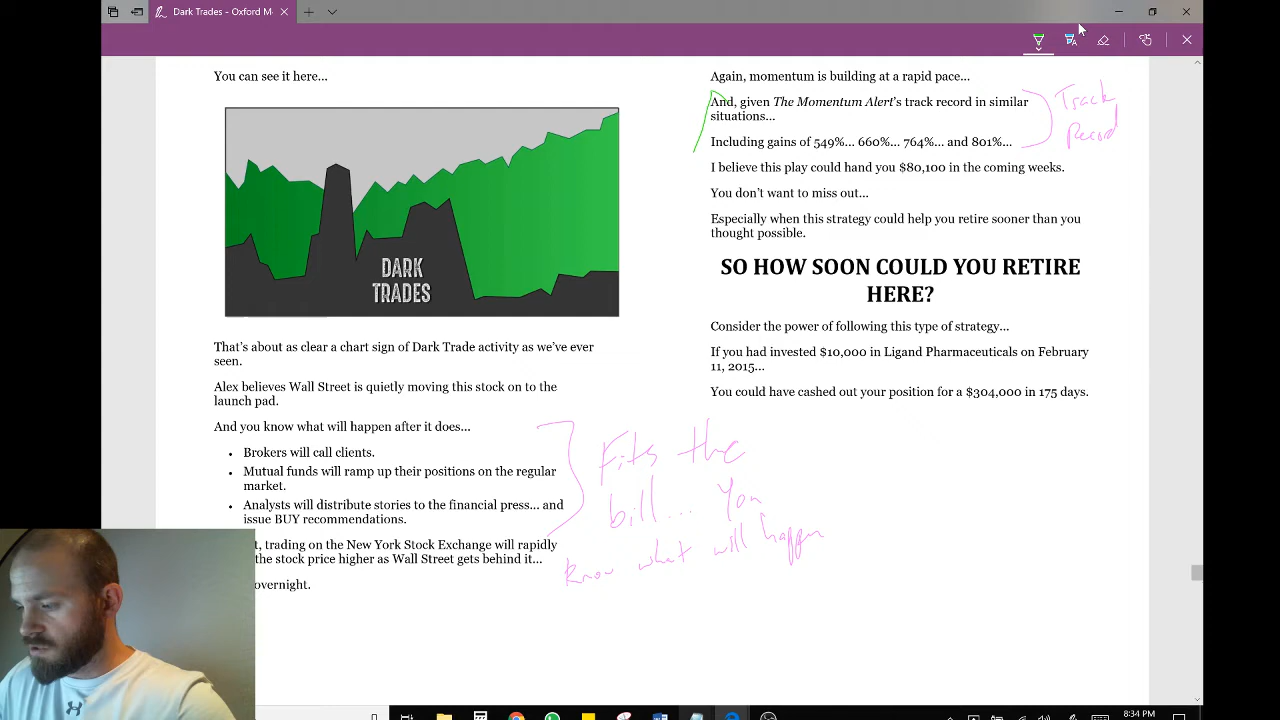 Dark Trades - Oxford M
You can see it here...
DARK
TRADES
That's about as clear a chart sign of Dark Trade activity as we've ever
seen.
Alex believes Wall Street is quietly moving this stock on to the
launch pad.
And you know what will happen after it does...
• Brokers will call clients.
• Mutual funds will ramp up their positions on the regular
market.
• Analysts will distribute stories to the financial press... and
issue BUY recommendations.
trading on the New York Stock Exchange will rapidly
the stock price higher as Wall Street gets behind it...
overnight.
Fits the
bill... You
know what will happen
Again, momentum is building at a rapid pace...
And, given The Momentum Alert's track record in similar
situations...
Including gains of 549%... 660%... 764%... and 801%...
Track
Record
I believe this play could hand you $80,100 in the coming weeks.
You don't want to miss out...
Especially when this strategy could help you retire sooner than you
thought possible.
SO HOW SOON COULD YOU RETIRE
HERE?
Consider the power of following this type of strategy...
If you had invested $10,000 in Ligand Pharmaceuticals on February
11, 2015...
You could have cashed out your position for a $304,000 in 175 days.
8:34 PM